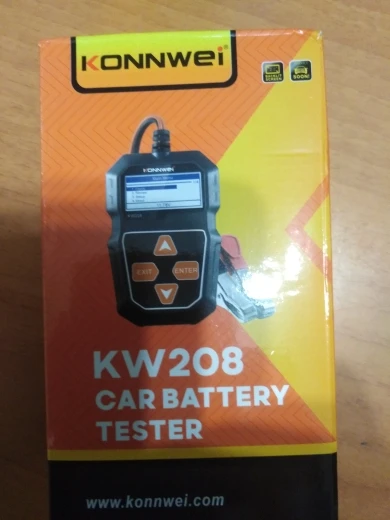 KONNWEI
KONNWEI
EXIT
ENTER
KW208
CAR BATTERY
TESTER
www.konnwei.com